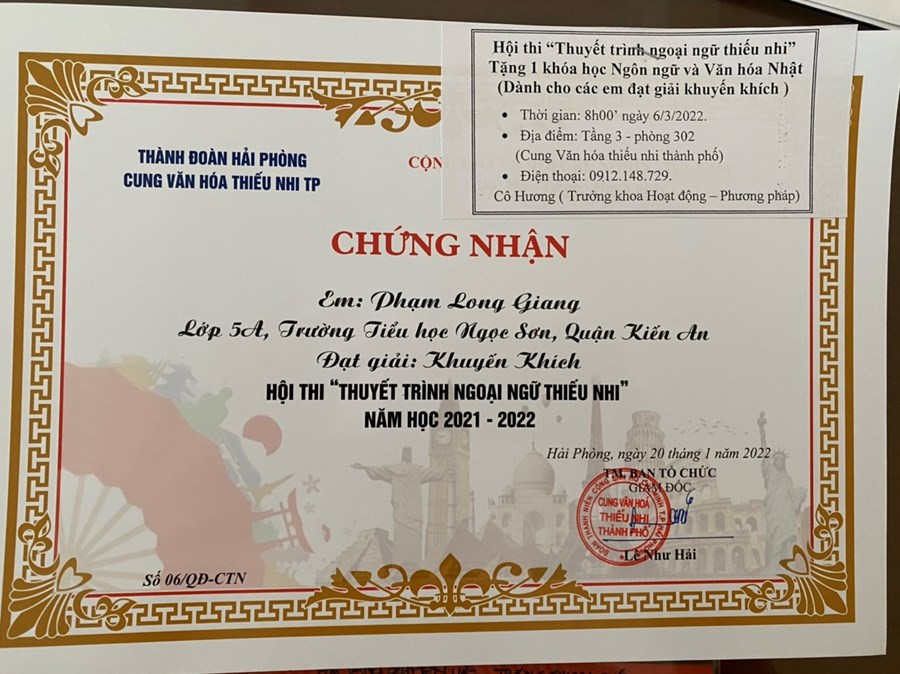 Hội thi “Thuyết trình ngoại ngữ thiếu nhi”
Tặng 1 khóa học Ngôn ngữ và Văn hóa Nhật
(Dành cho các em đạt giải khuyến khích )
• Thời gian: 8h00’ ngày 6/3/2022.
• Địa điểm: Tầng 3 - phòng 302
(Cung Văn hóa thiếu nhi thành phố)
• Điện thoại: 0912.148.729.
Cô Hương ( Trưởng khoa Hoạt động – Phương pháp)
THÀNH ĐOÀN HẢI PHÒNG
CUNG VĂN HÓA THIẾU NHI TP
CỘN
CHỨNG NHẬN
Em: Phạm Long Giang
Lớp 5A, Trường Tiểu học Ngọc Sơn, Quận Kiến An
Đạt giải: Khuyến Khích
HỘI THI “THUYẾT TRÌNH NGOẠI NGỮ THIẾU NHI”
NĂM HỌC 2021 - 2022
Hải Phòng, ngày 20 tháng 1 năm 2022
TM. BAN TỔ CHỨC
GIÁM ĐỐC
CUNG VĂN HOÁ
THIẾU NHI
THÀNH PHỐ
Lê Như Hải
Số 06/QĐ-CTN